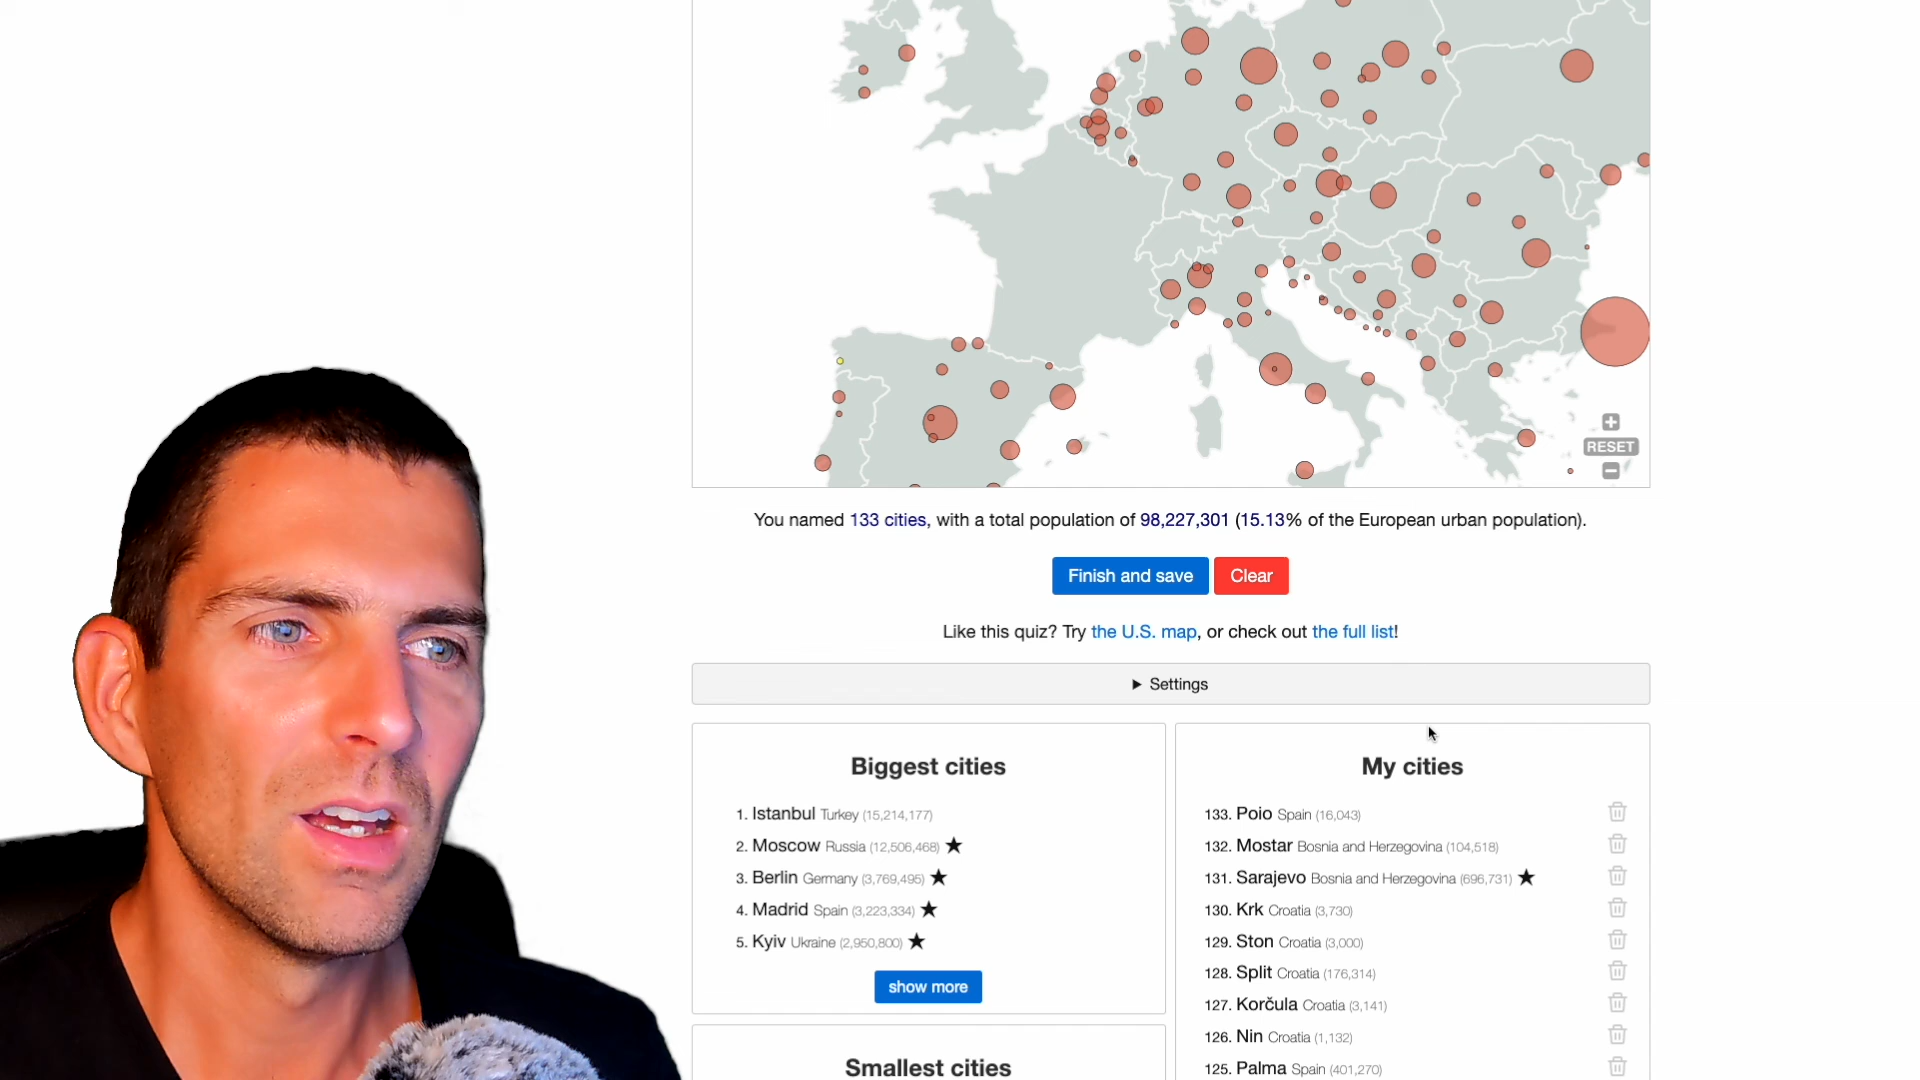 RESET
You named 133 cities, with a total population of 98,227,301 (15.13% of the European urban population).
Finish and save
Clear
Like this quiz? Try the U.S. map, or check out the full list!
▶ Settings
Biggest cities
1. Istanbul Turkey (15,214,177)
2. Moscow Russia (12,506,468) ★
3. Berlin Germany (3,769,495) ★
4. Madrid Spain (3,223,334) ★
5. Kyiv Ukraine (2,950,800) ★
show more
Smallest cities
My cities
133. Poio Spain (16,043)
132. Mostar Bosnia and Herzegovina (104,518)
131. Sarajevo Bosnia and Herzegovina (696,731) ★
130. Krk Croatia (3,730)
129. Ston Croatia (3,000)
128. Split Croatia (176,314)
127. Korčula Croatia (3,141)
126. Nin Croatia (1,132)
125. Palma Spain (401,270)